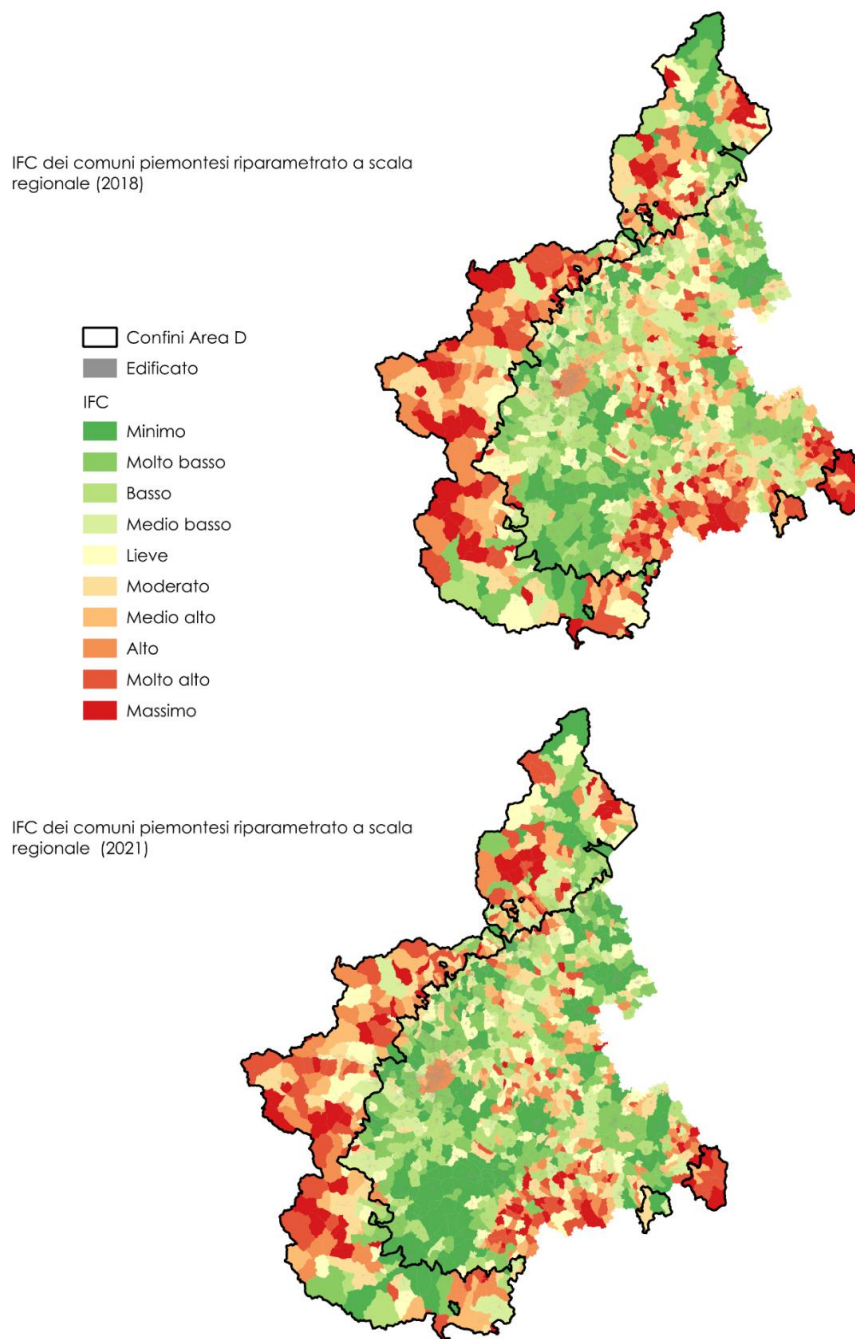 IFC dei comuni piemontesi riparametrato a scala
regionale (2018)
Confini Area D
Edificato
IFC
Minimo
Molto basso
Basso
Medio basso
Lieve
Moderato
Medio alto
Alto
Molto alto
Massimo
IFC dei comuni piemontesi riparametrato a scala
regionale (2021)